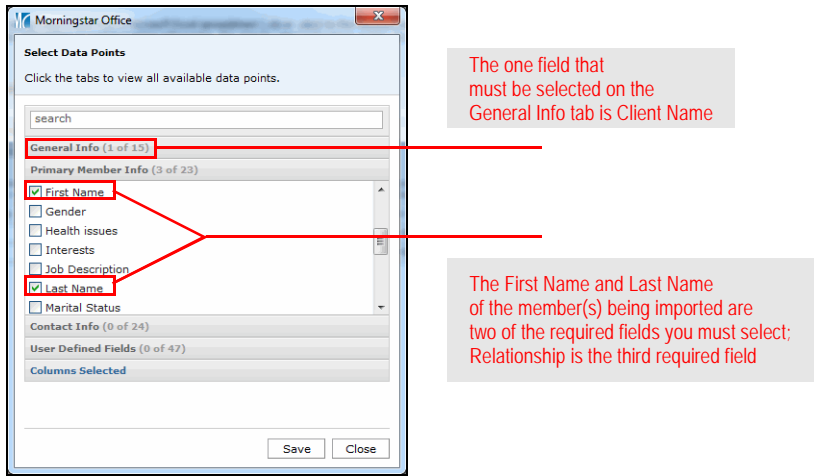 Morningstar Office
Select Data Points
Click the tabs to view all available data points.
search
General Info (1 of 15)
Primary Member Info (3 of 23)
First Name
Gender
Health issues
Interests
Job Description
Last Name
Marital Status
Contact Info (0 of 24)
User Defined Fields (0 of 47)
Columns Selected
Save Close
The one field that
must be selected on the
General Info tab is Client Name
The First Name and Last Name
of the member(s) being imported are
two of the required fields you must select;
Relationship is the third required field